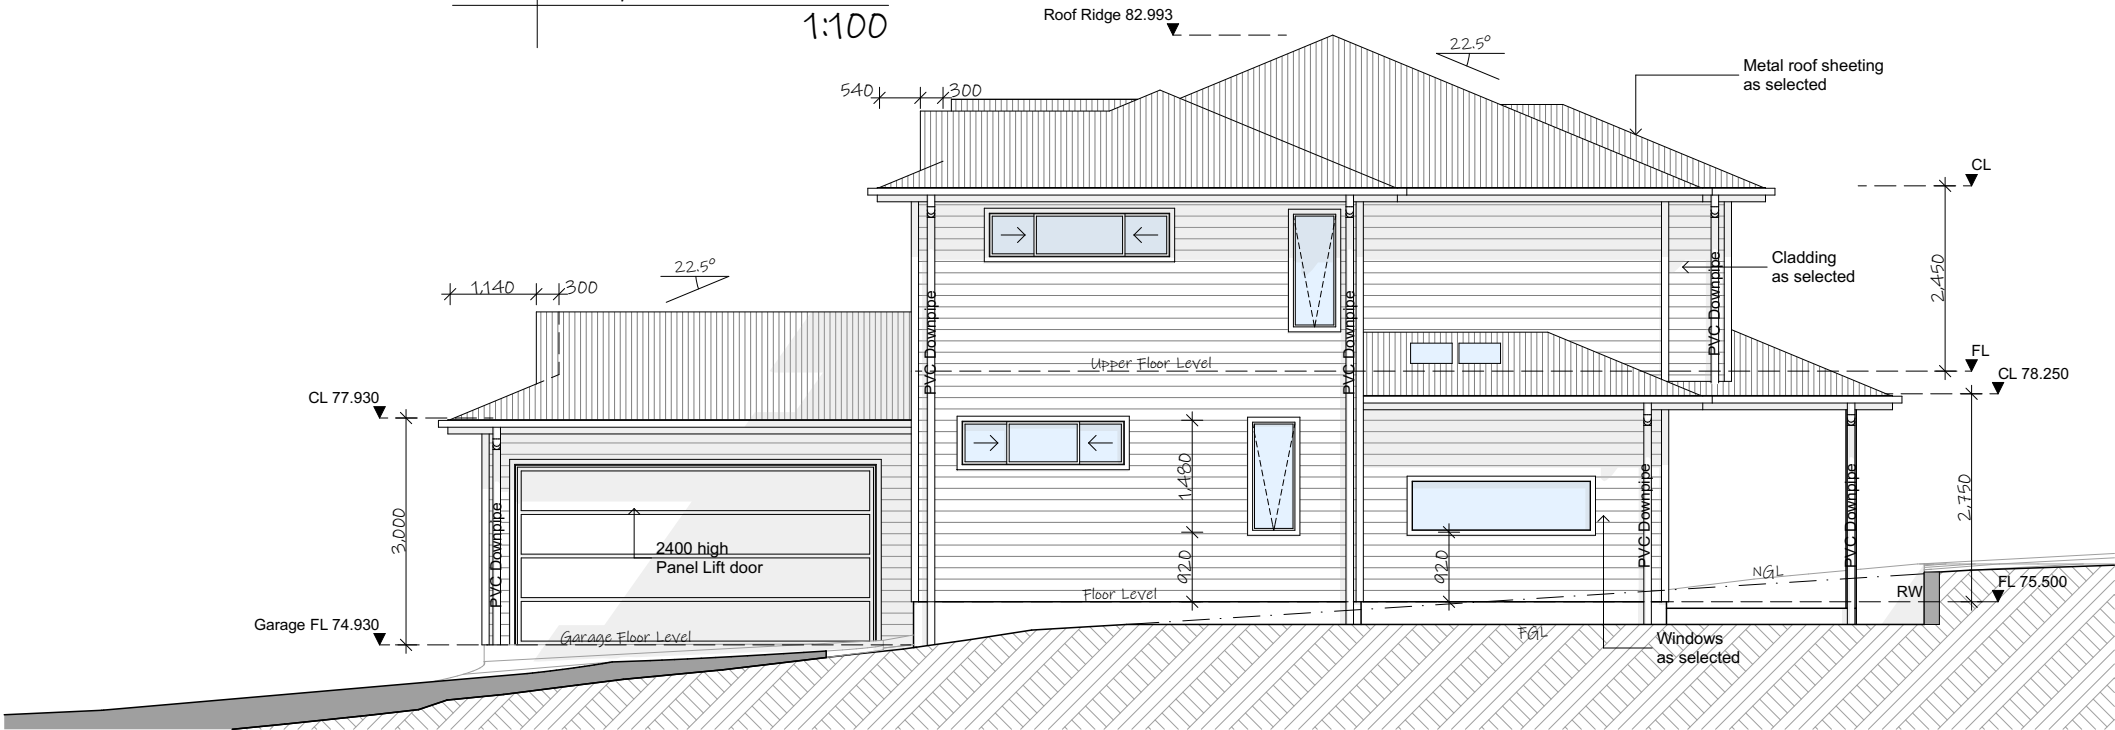 1:100
Roof Ridge 82.993
22.5°
Metal roof sheeting
as selected
540
300
CL
Cladding
as selected
2,450
22.5°
1,140
300
PVC Downpipe
PVC Downpipe
PVC Downpipe
Upper Floor Level
FL
CL 78.250
CL 77.930
3,000
PVC Downpipe
2400 high
Panel Lift door
1,480
920
920
PVC Downpipe
PVC Downpipe
2,750
NGL
RW
FL 75.500
Floor Level
Garage FL 74.930
Garage Floor Level
FGL
Windows
as selected